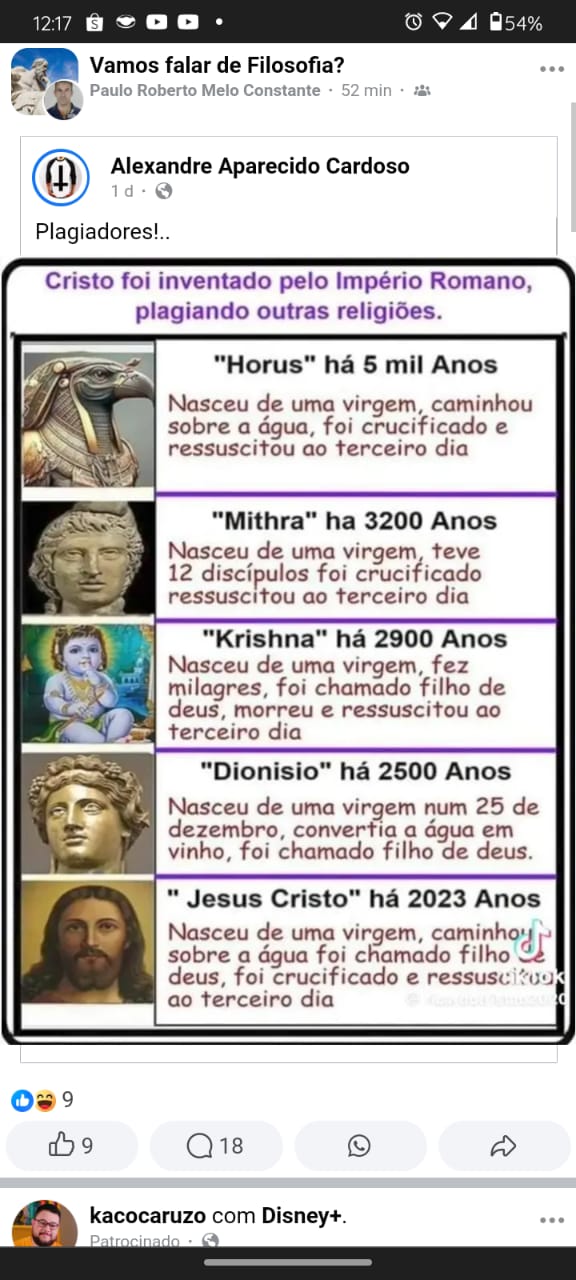 12:17
54%
Vamos falar de Filosofia?
Paulo Roberto Melo Constante · 52 min ·
Alexandre Aparecido Cardoso
1 d ·
Plagiadores!..
Cristo foi inventado pelo Império Romano,
plagiando outras religiões.
"Horus" há 5 mil Anos
Nasceu de uma virgem, caminhou
sobre a água, foi crucificado e
ressuscitou ao terceiro dia
"Mithra" ha 3200 Anos
Nasceu de uma virgem, teve
12 discípulos foi crucificado
ressuscitou ao terceiro dia
"Krishna" há 2900 Anos
Nasceu de uma virgem, fez
milagres, foi chamado filho de
deus, morreu e ressuscitou ao
terceiro dia
"Dionisio" há 2500 Anos
Nasceu de uma virgem num 25 de
dezembro, convertia a água em
vinho, foi chamado filho de deus.
" Jesus Cristo" há 2023 Anos
Nasceu de uma virgem, caminhou
sobre a água foi chamado filho
deus, foi crucificado e
ao terceiro dia
TikTok
9
9
18
kacocaruzo com Disney+.
Patrocinado ·